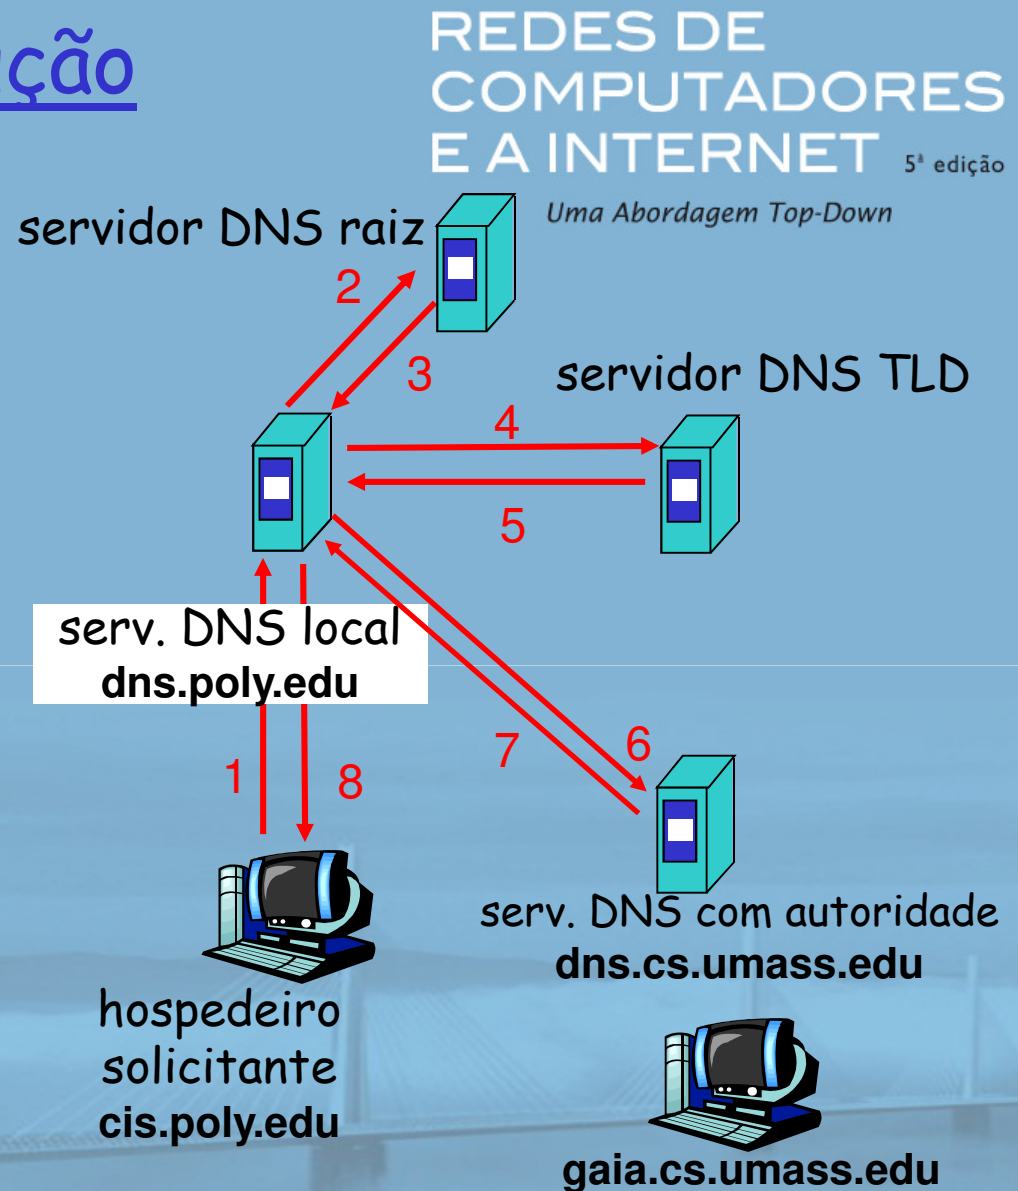 REDES DE
COMPUTADORES
E A INTERNET 5ª edição
Uma Abordagem Top-Down
servidor DNS raiz
2
3
servidor DNS TLD
4
5
serv. DNS local
dns.poly.edu
7
6
1
8
serv. DNS com autoridade
dns.cs.umass.edu
hospedeiro
solicitante
cis.poly.edu
gaia.cs.umass.edu